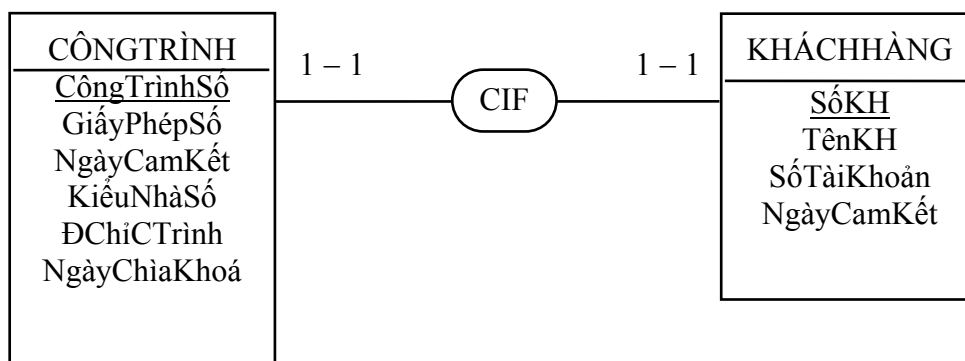 CÔNGTRÌNH
CôngTrìnhSố
GiấyPhépSố
NgàyCamKết
KiểuNhàSố
ĐChỉCTrình
NgàyChìaKhoá
1 – 1
CIF
1 – 1
KHÁCHHÀNG
SốKH
TênKH
SốTàiKhoản
NgàyCamKết